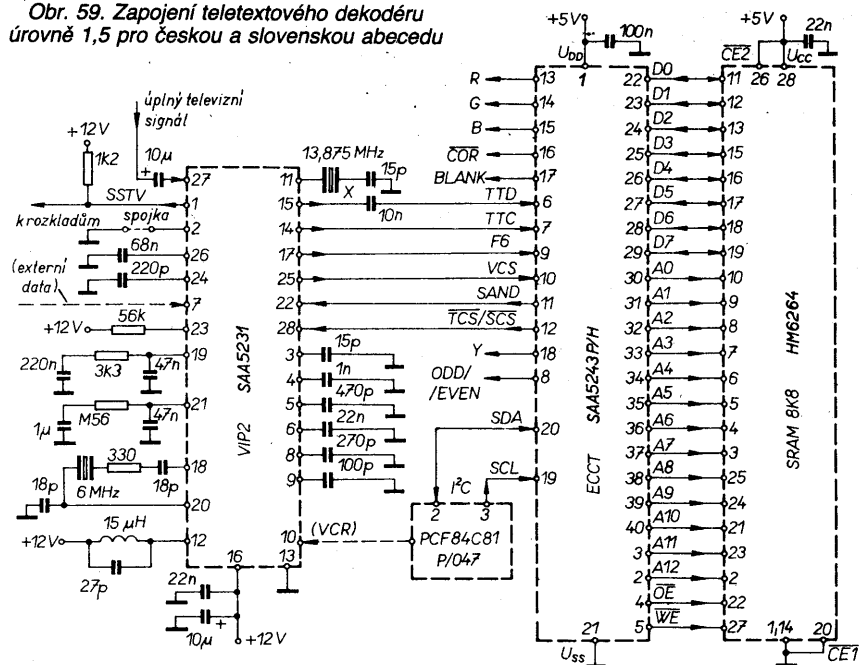 Obr. 59. Zapojení teletextového dekodéru
úrovně 1,5 pro českou a slovenskou abecedu
úplný televizní
signál
+12V
1k2
10µ
+
SSTV
k rozkladům
spojka
68n
220p
(externí
data)
+12V
56k
220n
3k3
47n
1µ
M56
47n
18p
6 MHz
330
18p
15 µH
+12V
27p
27
1
2
26
24
7
23
19
21
18
20
12
VIP2 SAA5231
16
13
22n
10µ
+
+12V
11
15
14
17
25
22
28
3
4
5
6
8
9
10
13,875 MHz
X
15p
10n
TTD
TTC
F6
VCS
SAND
TCS/SCS
15p
1n
470p
22n
270p
100p
(VCR)
I²C
2
3
PCF84C81
P/047
SDA
SCL
R
G
B
COR
BLANK
Y
ODD/
/EVEN
+5V
100n
UDD
1
13
14
15
16
17
6
7
9
10
11
12
18
8
20
19
ECCT SAA5243P/H
21
USS
22 D0 11
23 D1 12
24 D2 13
25 D3 15
26 D4 16
27 D5 17
28 D6 18
29 D7 19
30 A0 10
31 A1 9
32 A2 8
33 A3 7
34 A4 6
35 A5 5
36 A6 4
37 A7 3
38 A8 25
39 A9 24
40 A10 21
3 A11 23
2 A12 2
4 OE 22
5 WE 27
+5V
22n
CE2
UCC
26
28
SRAM 8K8 HM6264
1,14
20
CE1